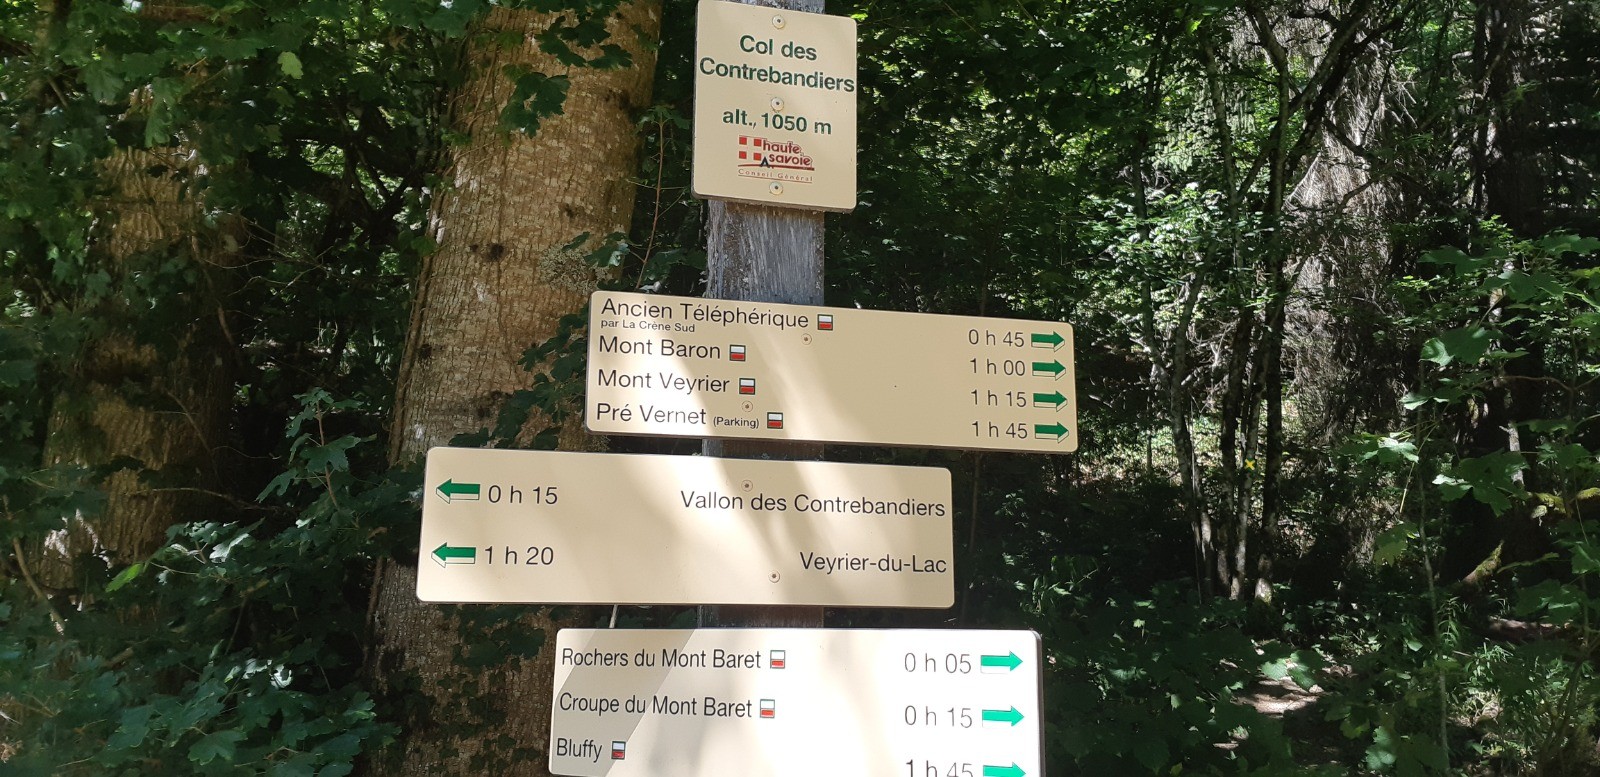 Col des
Contrebandiers
alt., 1050 m
haute
savoie
Conseil Général
Ancien Téléphérique 0 h 45
par La Crène Sud
Mont Baron 1 h 00
Mont Veyrier 1 h 15
Pré Vernet (Parking) 1 h 45
0 h 15 Vallon des Contrebandiers
1 h 20 Veyrier-du-Lac
Rochers du Mont Baret 0 h 05
Croupe du Mont Baret 0 h 15
Bluffy 1 h 45